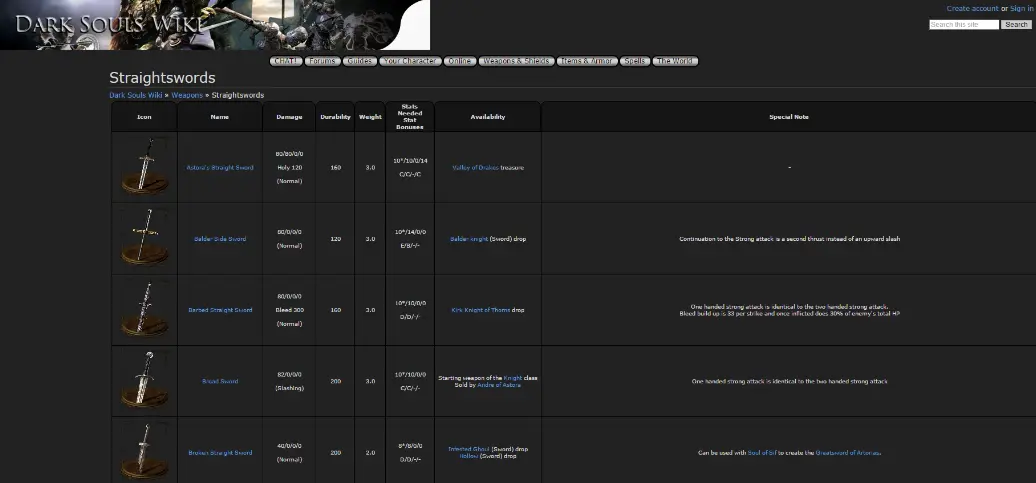 DARK SOULS WIKI
Create account or Sign in
Search this site Search
CHAT! Forums Guides Your Character Online Weapons & Shields Items & Armor Spells The World
Straightswords
Dark Souls Wiki » Weapons » Straightswords
Icon Name Damage Durability Weight Stats Needed Stat Bonuses Availability Special Note
Astora's Straight Sword 80/80/0/0 Holy 120 (Normal) 160 3.0 10*/10/0/14 C/C/-/C Valley of Drakes treasure -
Balder Side Sword 80/0/0/0 (Normal) 120 3.0 10*/14/0/0 E/B/-/- Balder knight (Sword) drop Continuation to the Strong attack is a second thrust instead of an upward slash
Barbed Straight Sword 80/0/0/0 Bleed 300 (Normal) 160 3.0 10*/10/0/0 D/D/-/- Kirk Knight of Thorns drop One handed strong attack is identical to the two handed strong attack.
Bleed build up is 33 per strike and once inflicted does 30% of enemy's total HP
Broad Sword 82/0/0/0 (Slashing) 200 3.0 10*/10/0/0 C/C/-/- Starting weapon of the Knight class
Sold by Andre of Astora One handed strong attack is identical to the two handed strong attack
Broken Straight Sword 40/0/0/0 (Normal) 200 2.0 8*/8/0/0 D/D/-/- Infested Ghoul (Sword) drop
Hollow (Sword) drop Can be used with Soul of Sif to create the Greatsword of Artorias.